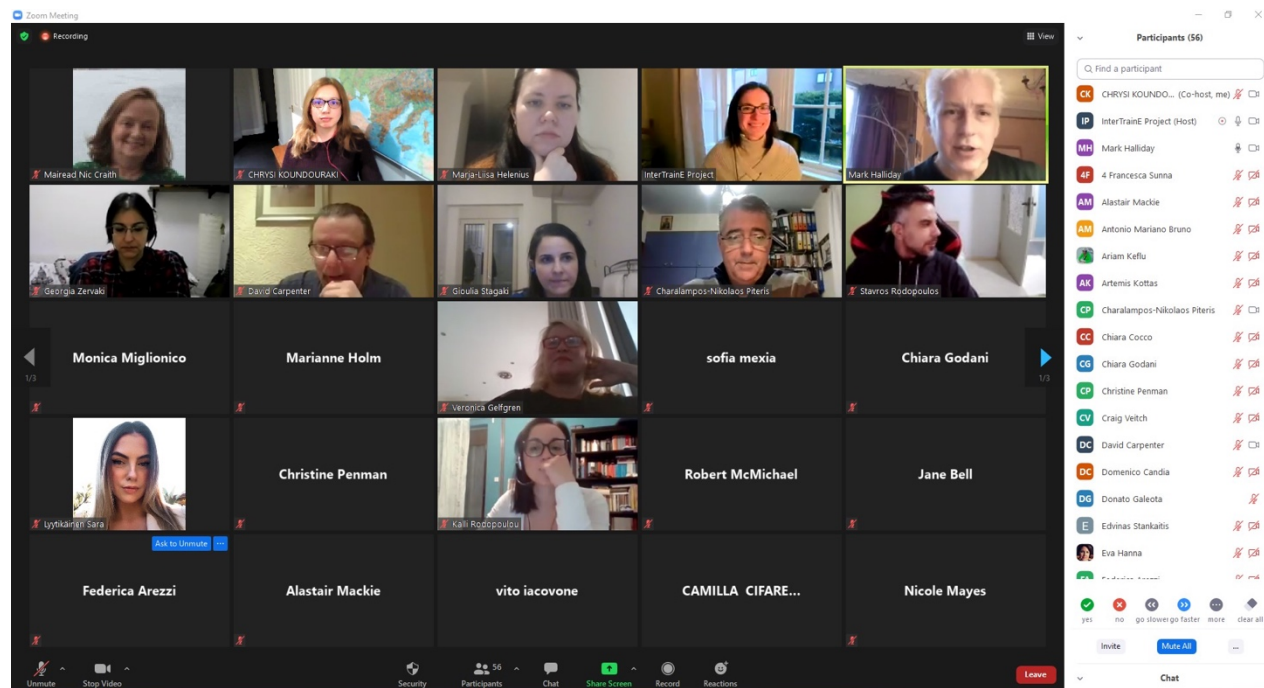 Zoom Meeting
Recording
View
Mairead Nic Craith
CHRYSI KOUNDOURAKI
Marja-Liisa Helenius
InterTrainE Project
Mark Halliday
Georgia Zervaki
David Carpenter
Gioulia Stagaki
Charalampos-Nikolaos Piteris
Stavros Rodopoulos
Monica Miglionico
Marianne Holm
Veronica Gelfgren
sofia mexia
Chiara Godani
1/3
1/3
Lyytikäinen Sara
Christine Penman
Kalli Rodopoulou
Robert McMichael
Jane Bell
Ask to Unmute ...
Federica Arezzi
Alastair Mackie
vito iacovone
CAMILLA CIFARE...
Nicole Mayes
Unmute
Stop Video
Security
56
Participants
Chat
Share Screen
Record
Reactions
Leave
Participants (56)
Find a participant
CK CHRYSI KOUNDO... (Co-host, me)
IP InterTrainE Project (Host)
MH Mark Halliday
4F 4 Francesca Sunna
AM Alastair Mackie
AM Antonio Mariano Bruno
Ariam Keflu
AK Artemis Kottas
CP Charalampos-Nikolaos Piteris
CC Chiara Cocco
CG Chiara Godani
CP Christine Penman
CV Craig Veitch
DC David Carpenter
DC Domenico Candia
DG Donato Galeota
E Edvinas Stankaitis
Eva Hanna
yes
no
go slower
go faster
more
clear all
Invite
Mute All
...
Chat